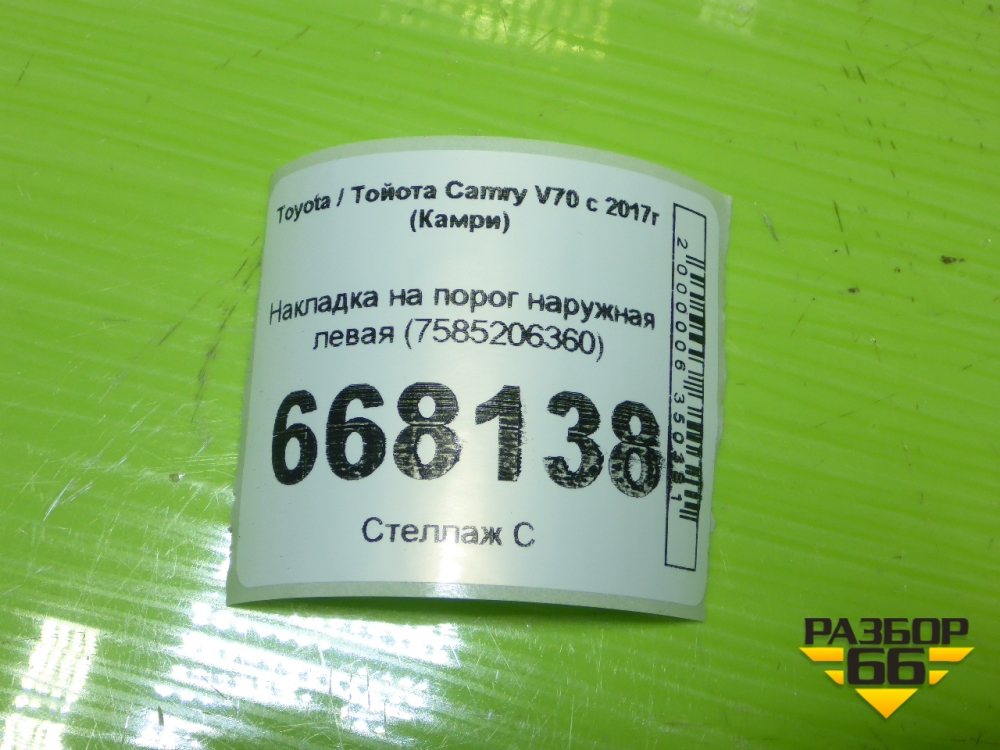 Toyota / Тойота Camry V70 с 2017г
(Камри)
Накладка на порог наружная
левая (7585206360)
668138
Стеллаж С
РАЗБОР
66